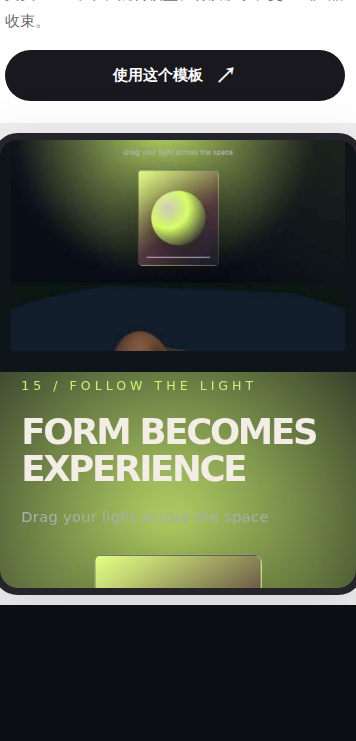 收束。
使用这个模板 ↗
Drag your light across the space
15 / FOLLOW THE LIGHT
FORM BECOMES
EXPERIENCE
Drag your light across the space